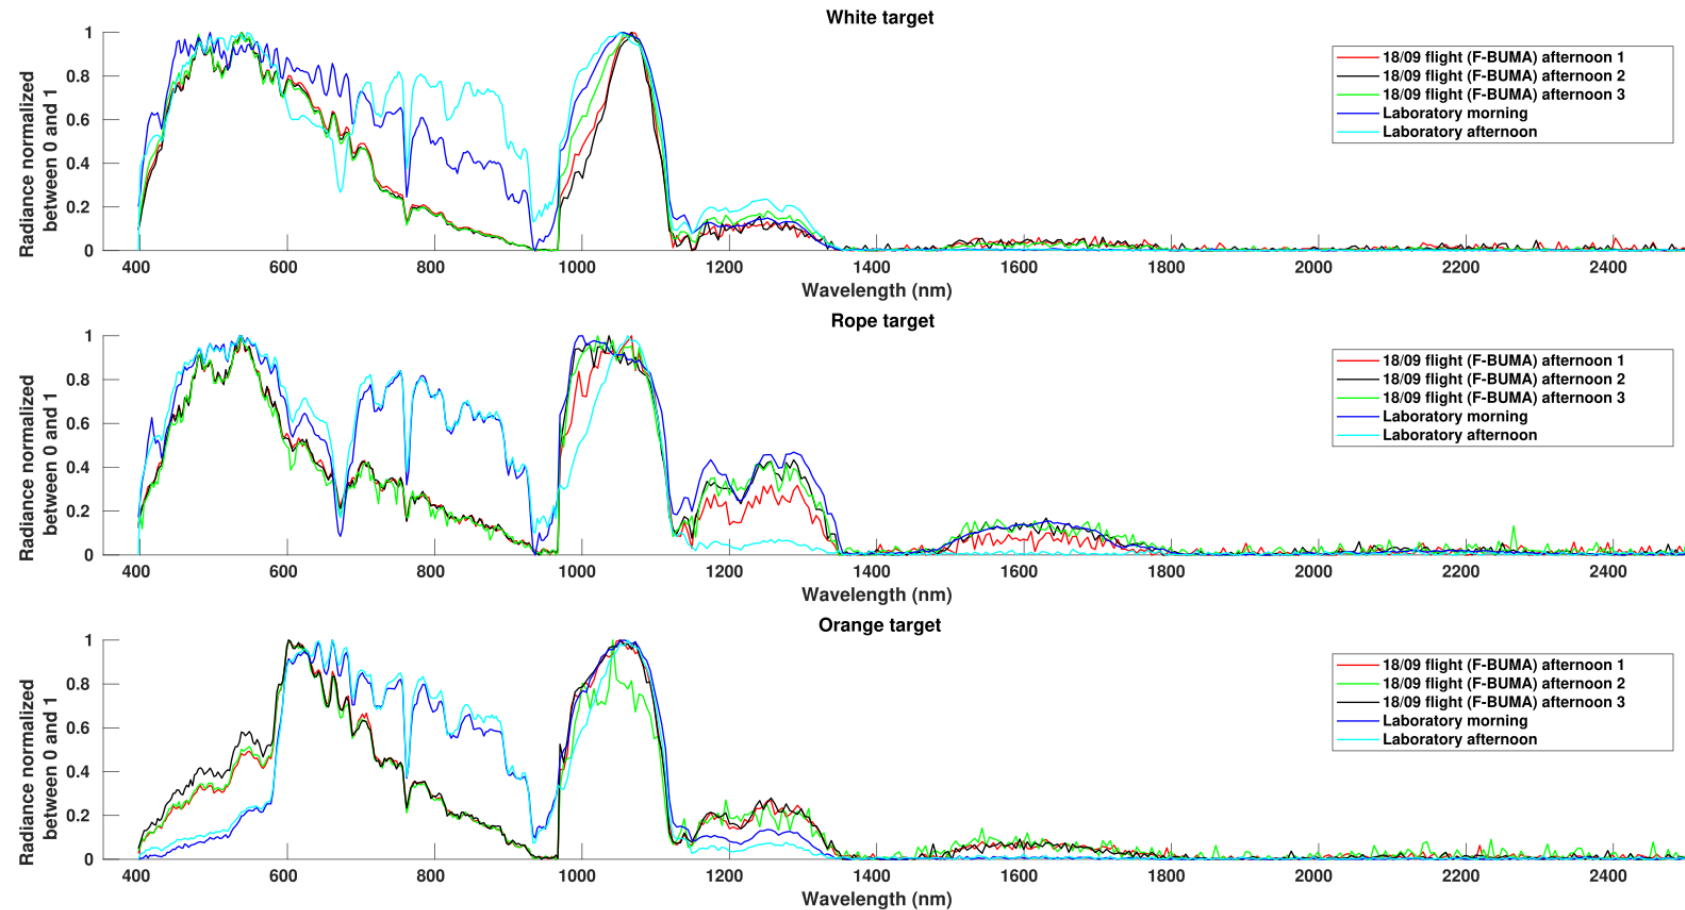 White target
Radiance normalized
between 0 and 1
1
0.8
0.6
0.4
0.2
0
400 600 800 1000 1200 1400 1600 1800 2000 2200 2400
Wavelength (nm)
18/09 flight (F-BUMA) afternoon 1
18/09 flight (F-BUMA) afternoon 2
18/09 flight (F-BUMA) afternoon 3
Laboratory morning
Laboratory afternoon
Rope target
Radiance normalized
between 0 and 1
1
0.8
0.6
0.4
0.2
0
400 600 800 1000 1200 1400 1600 1800 2000 2200 2400
Wavelength (nm)
18/09 flight (F-BUMA) afternoon 1
18/09 flight (F-BUMA) afternoon 2
18/09 flight (F-BUMA) afternoon 3
Laboratory morning
Laboratory afternoon
Orange target
Radiance normalized
between 0 and 1
1
0.8
0.6
0.4
0.2
0
400 600 800 1000 1200 1400 1600 1800 2000 2200 2400
Wavelength (nm)
18/09 flight (F-BUMA) afternoon 1
18/09 flight (F-BUMA) afternoon 2
18/09 flight (F-BUMA) afternoon 3
Laboratory morning
Laboratory afternoon